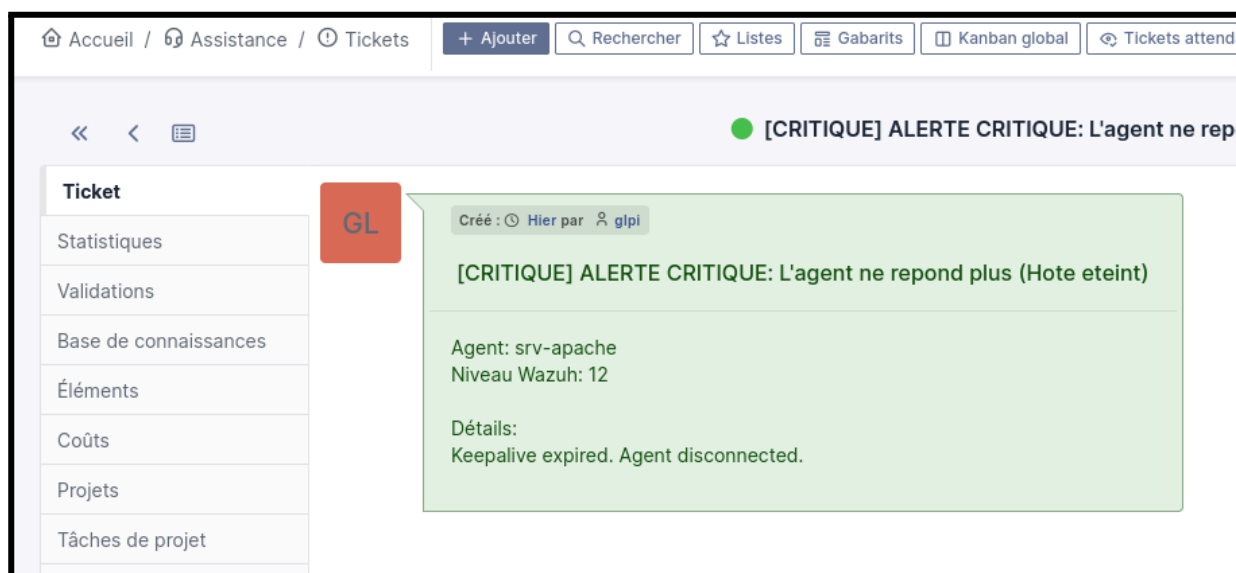 Accueil / Assistance / Tickets
+ Ajouter
Rechercher
Listes
Gabarits
Kanban global
Tickets
[CRITIQUE] ALERTE CRITIQUE: L'agent ne
Ticket
Statistiques
Validations
Base de connaissances
Éléments
Coûts
Projets
Tâches de projet
GL
Créé : Hier par glpi
[CRITIQUE] ALERTE CRITIQUE: L'agent ne repond plus (Hote eteint)
Agent: srv-apache
Niveau Wazuh: 12
Détails:
Keepalive expired. Agent disconnected.